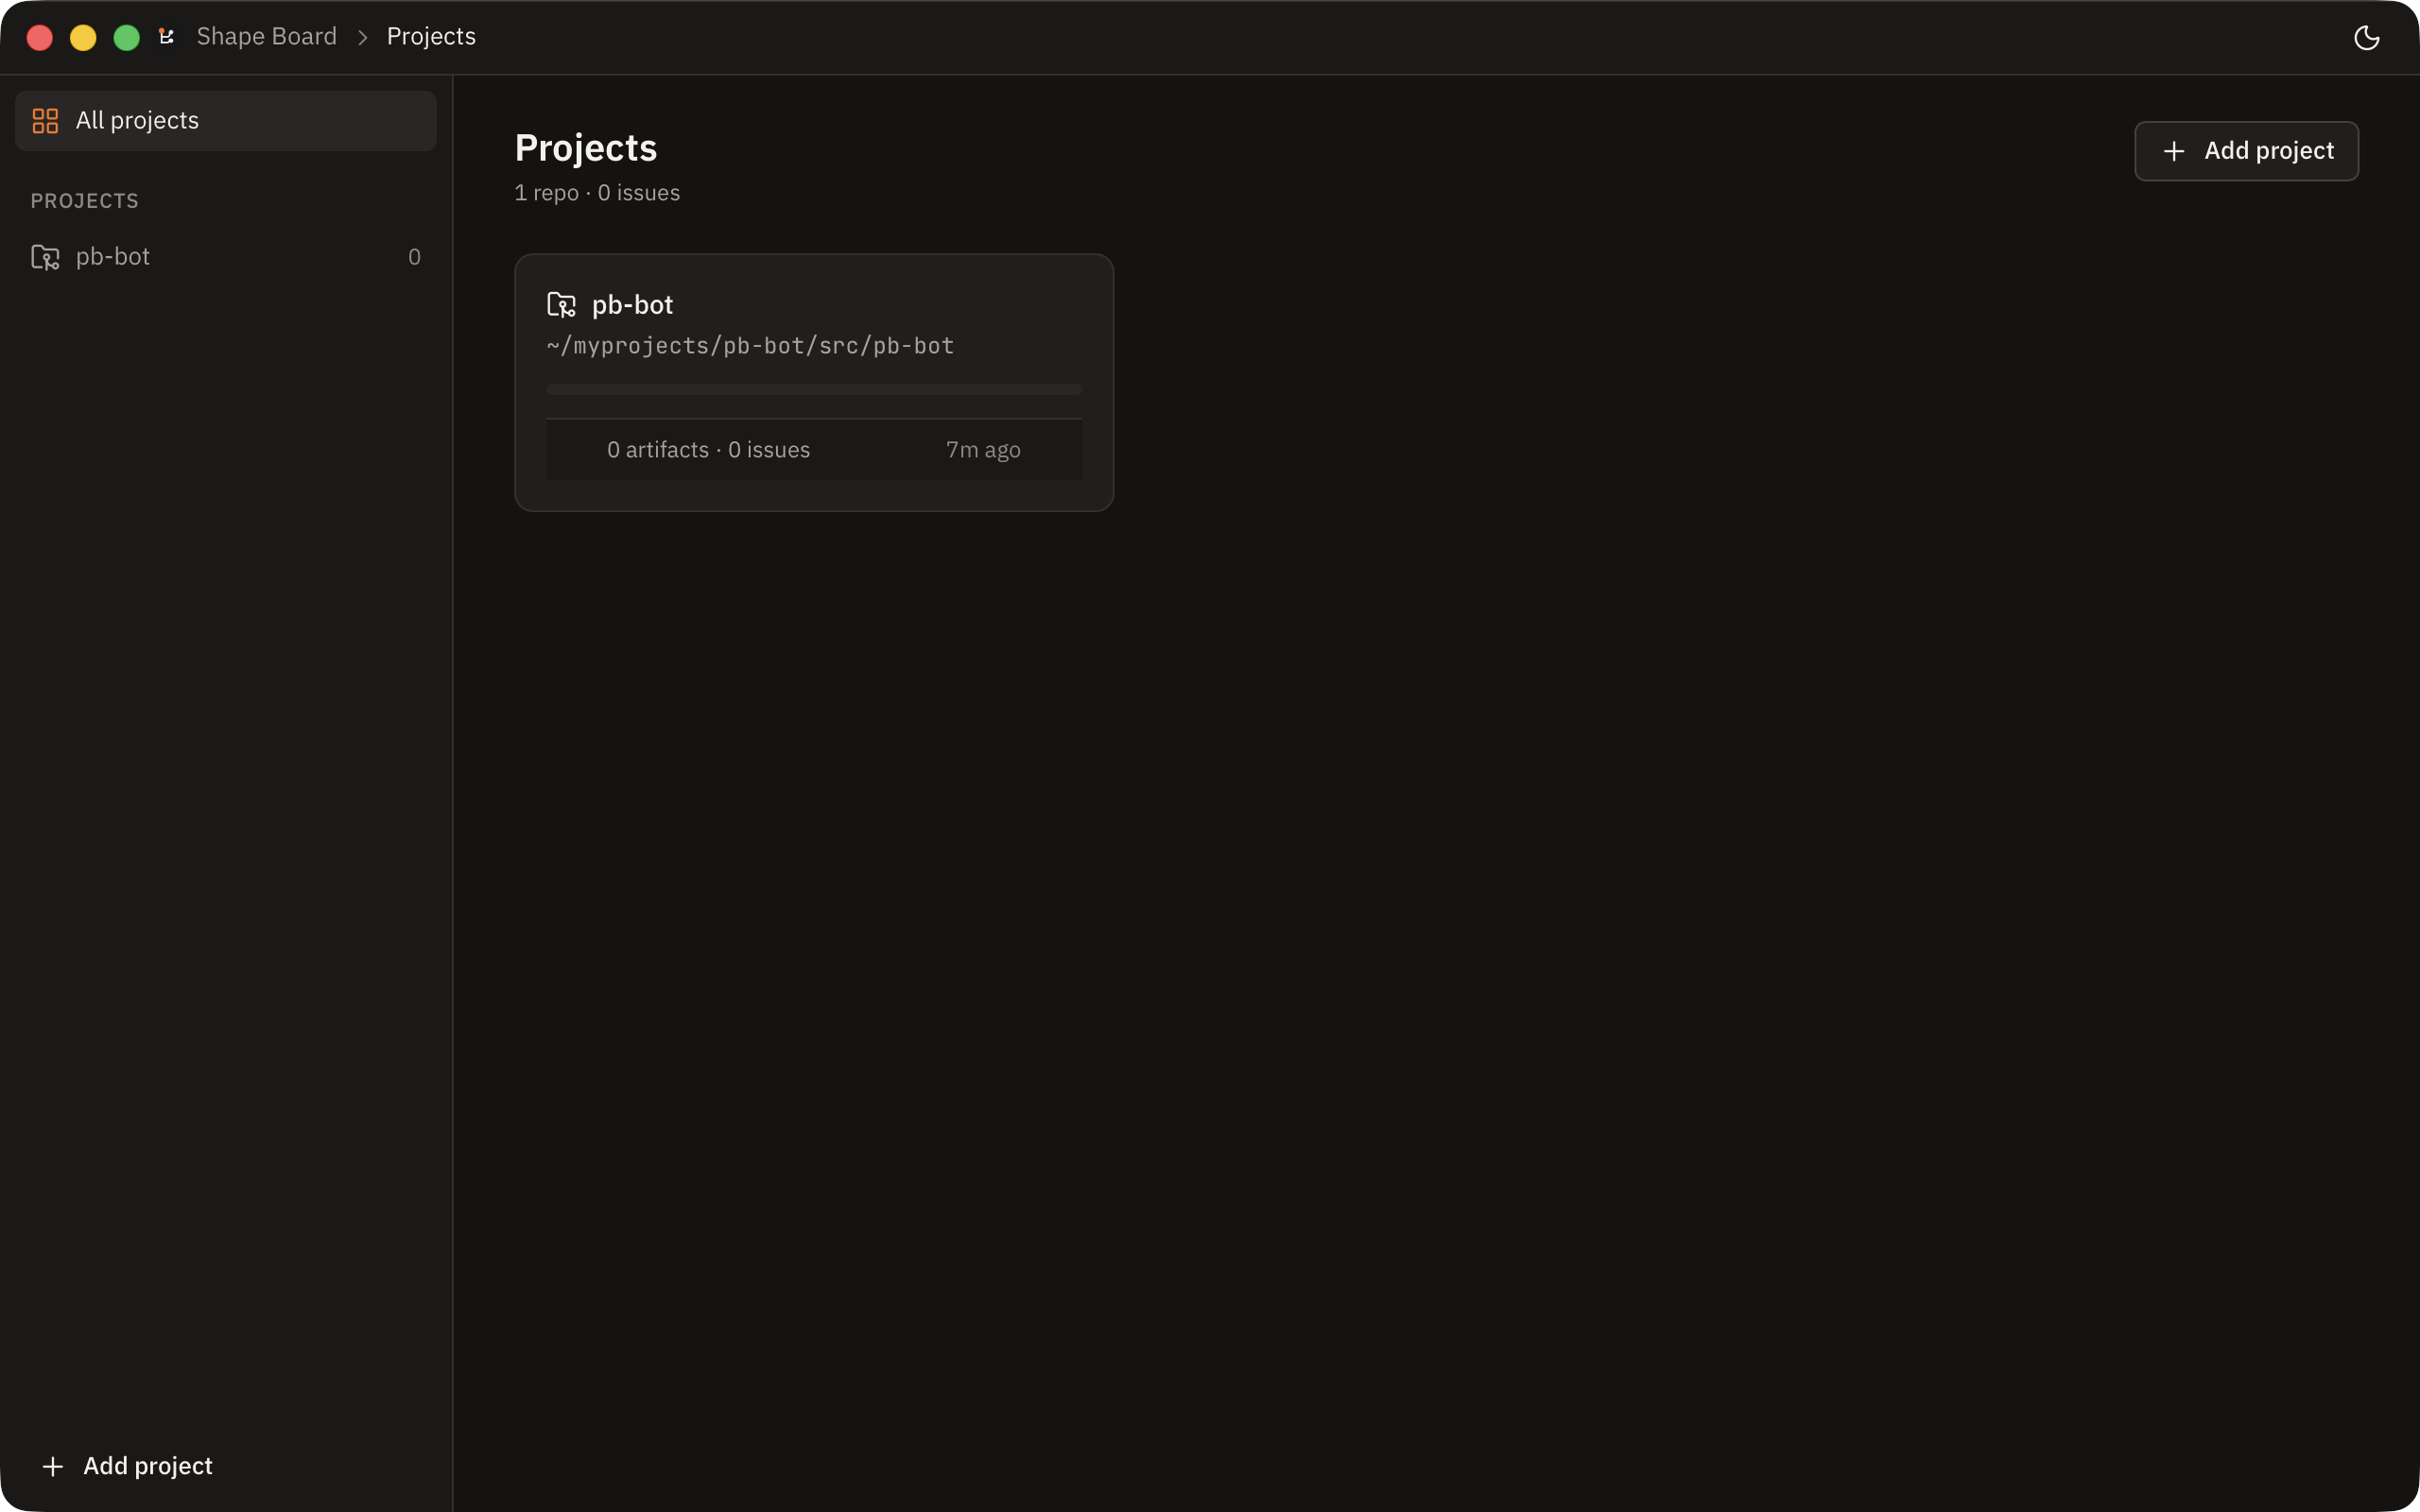 Shape Board > Projects
All projects
PROJECTS
pb-bot 0
Add project
Projects
1 repo · 0 issues
Add project
pb-bot
~/myprojects/pb-bot/src/pb-bot
0 artifacts · 0 issues 7m ago